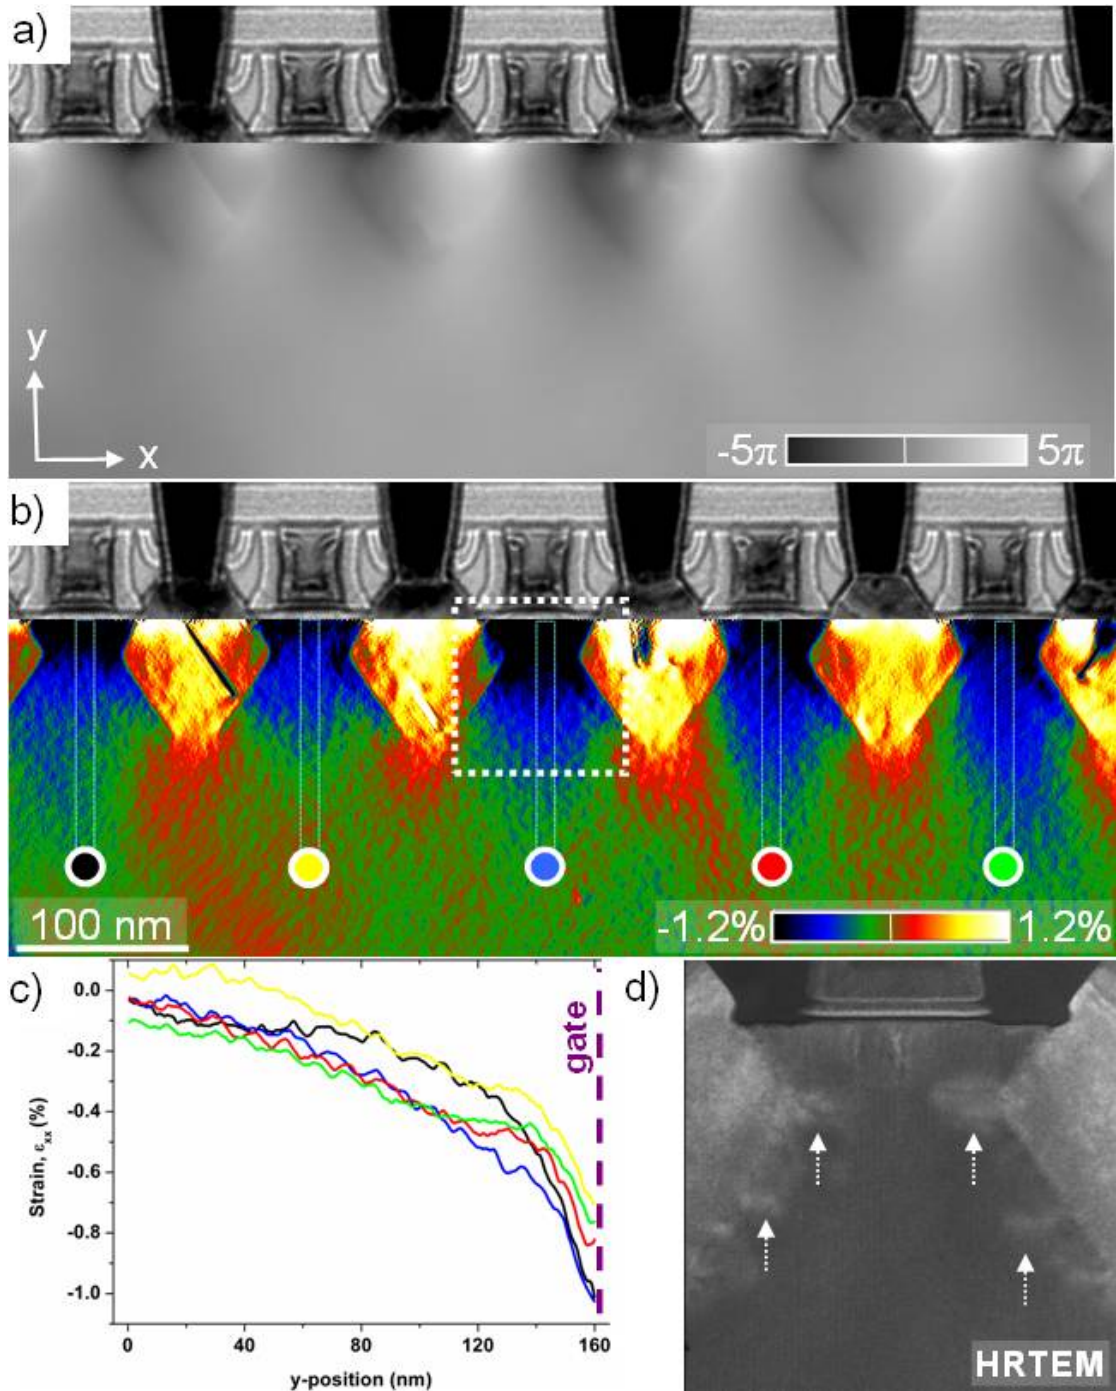 a)
y
x
-5π 5π
b)
100 nm
-1.2% 1.2%
c)
0.0
-0.2
-0.4
-0.6
-0.8
-1.0
Strain, εxx (%)
gate
0 40 80 120 160
y-position (nm)
d)
HRTEM